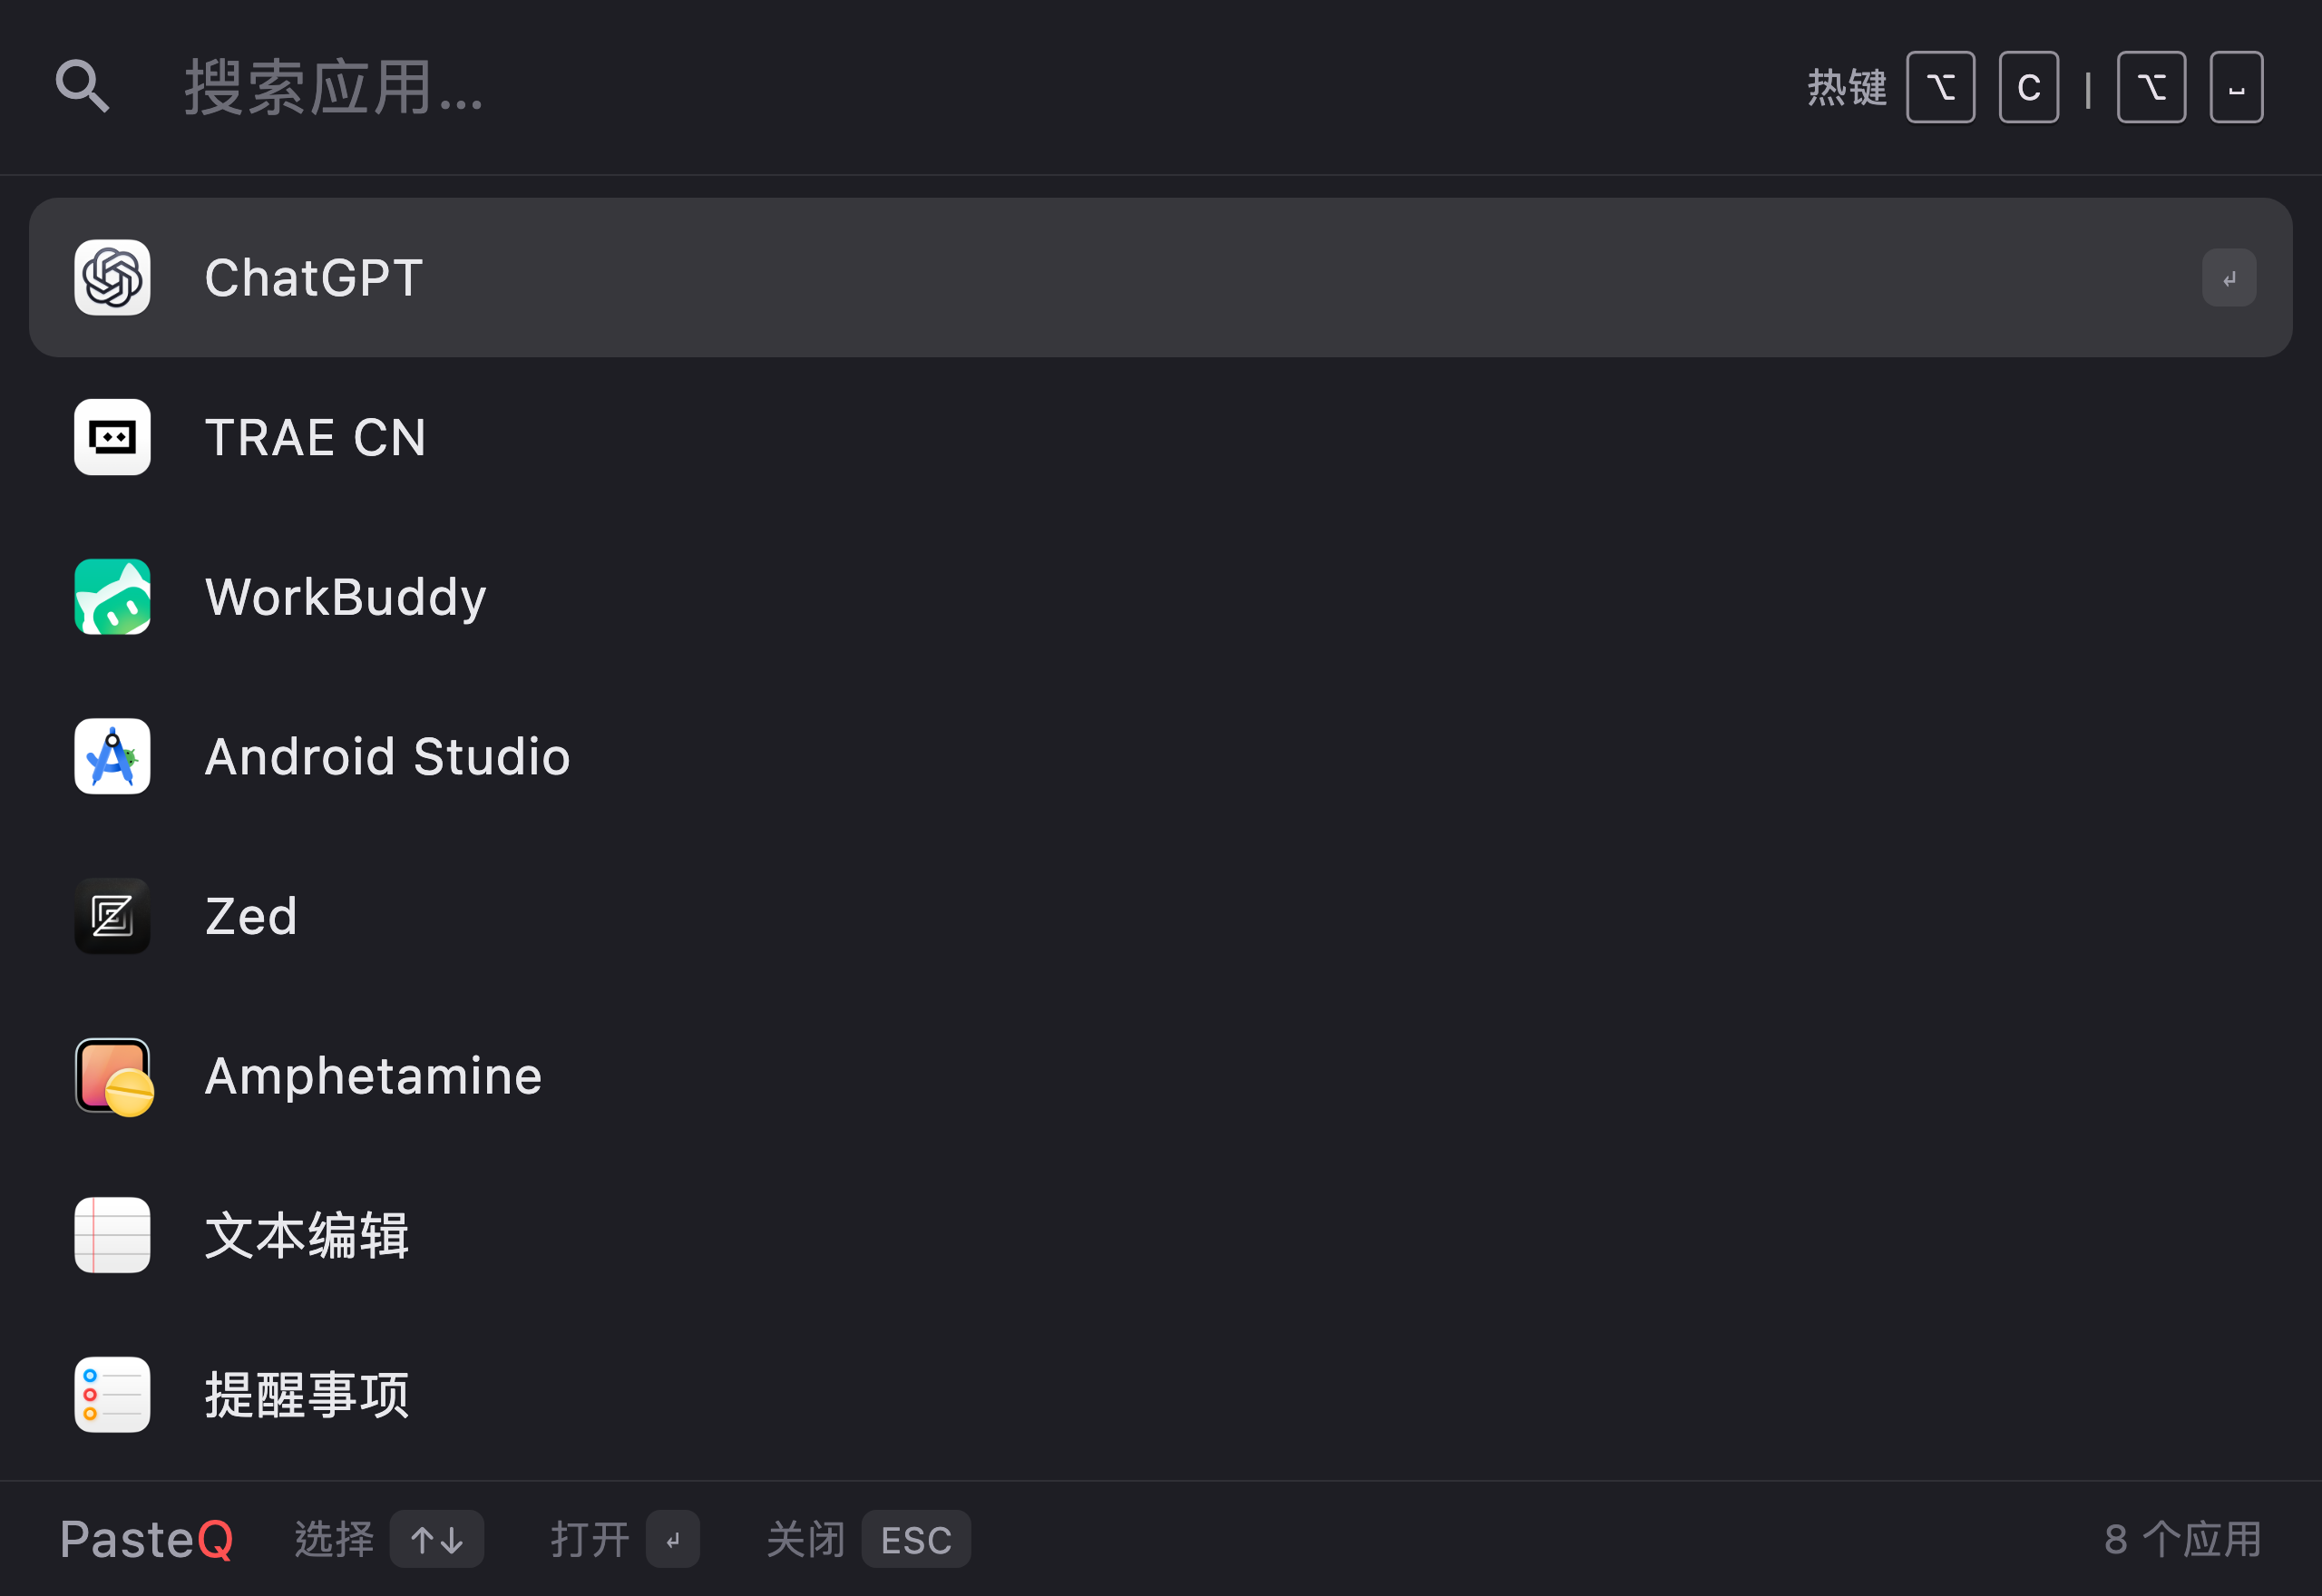 搜索应用... 热键 ⌥ C | ⌥ ⎵
ChatGPT ↵
TRAE CN
WorkBuddy
Android Studio
Zed
Amphetamine
文本编辑
提醒事项
PasteQ 选择 ↑↓ 打开 ↵ 关闭 ESC 8 个应用